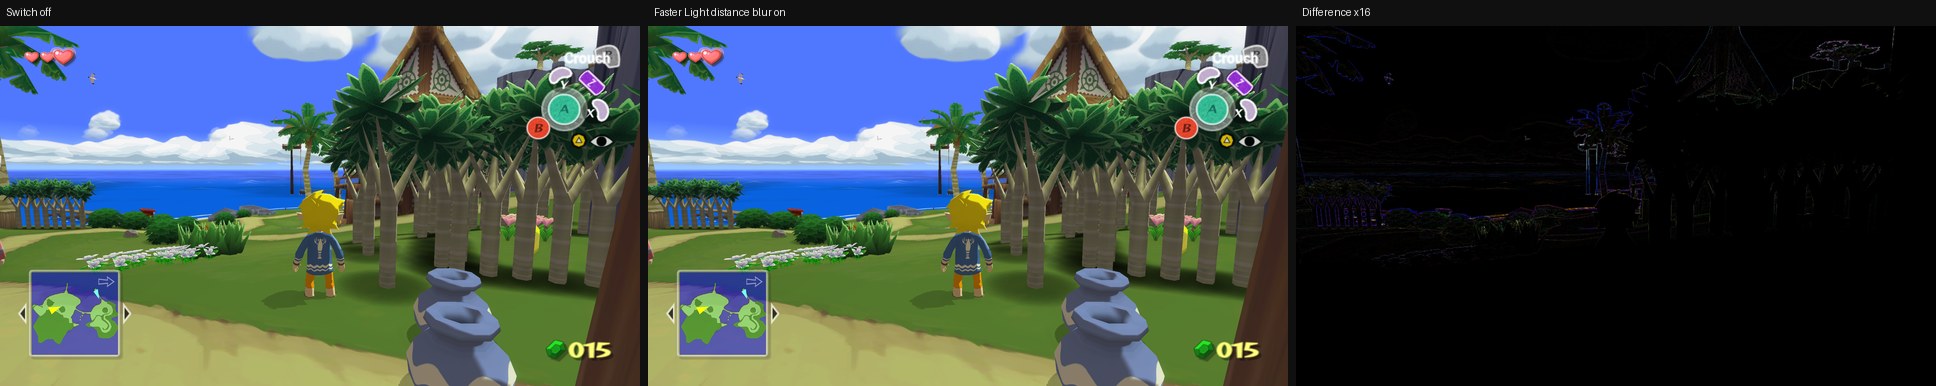 Switch off
Faster Light distance blur on
Difference x16
Crouch
Y
Z
A
X
B
015
Crouch
Y
Z
A
X
B
015